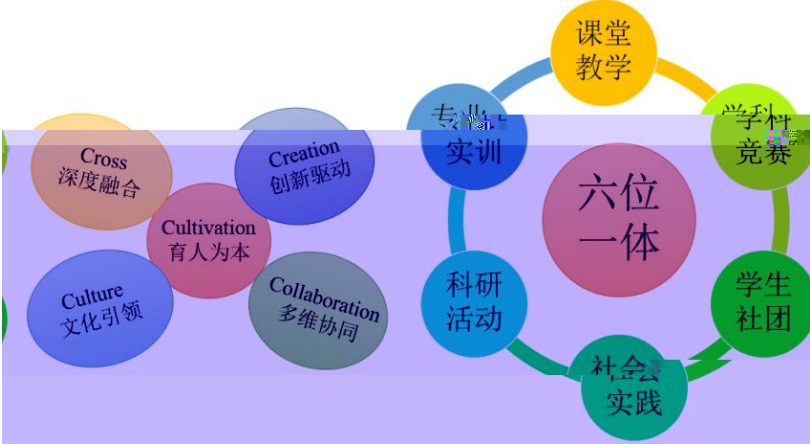 Cross
深度融合
Creation
创新驱动
Cultivation
育人为本
Culture
文化引领
Collaboration
多维协同
课堂
教学
学科
竞赛
学生
社团
社会
实践
科研
活动
专业
实训
六位
一体